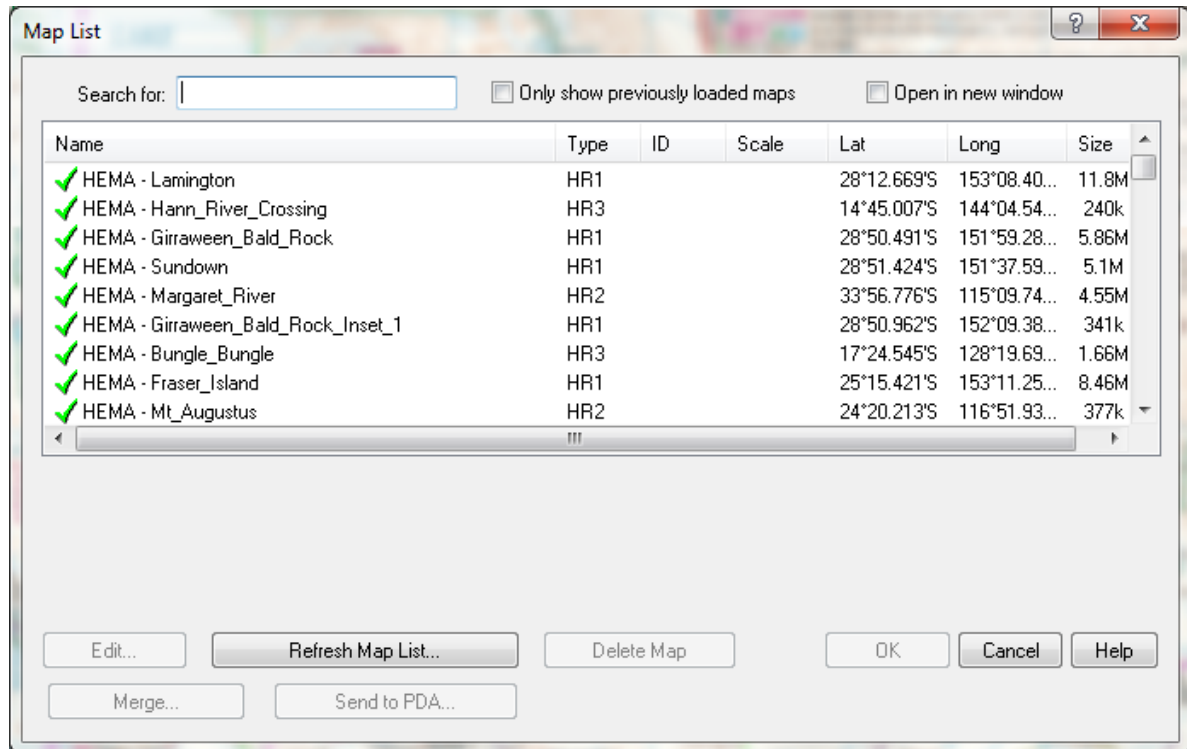 Map List
Search for: Only show previously loaded maps Open in new window
Name Type ID Scale Lat Long Size
HEMA - Lamington HR1 28°12.669'S 153°08.40... 11.8M
HEMA - Hann_River_Crossing HR3 14°45.007'S 144°04.54... 240k
HEMA - Girraween_Bald_Rock HR1 28°50.491'S 151°59.28... 5.86M
HEMA - Sundown HR1 28°51.424'S 151°37.59... 5.1M
HEMA - Margaret_River HR2 33°56.776'S 115°09.74... 4.55M
HEMA - Girraween_Bald_Rock_Inset_1 HR1 28°50.962'S 152°09.38... 341k
HEMA - Bungle_Bungle HR3 17°24.545'S 128°19.69... 1.66M
HEMA - Fraser_Island HR1 25°15.421'S 153°11.25... 8.46M
HEMA - Mt_Augustus HR2 24°20.213'S 116°51.93... 377k
Edit... Refresh Map List... Delete Map OK Cancel Help
Merge... Send to PDA...